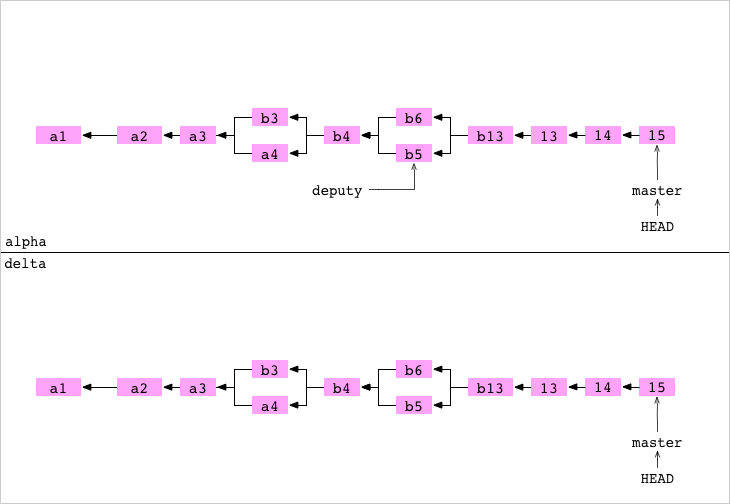 b3 b6
a1 a2 a3 b4 b13 13 14 15
a4 b5
deputy master
HEAD
alpha
delta
b3 b6
a1 a2 a3 b4 b13 13 14 15
a4 b5
master
HEAD